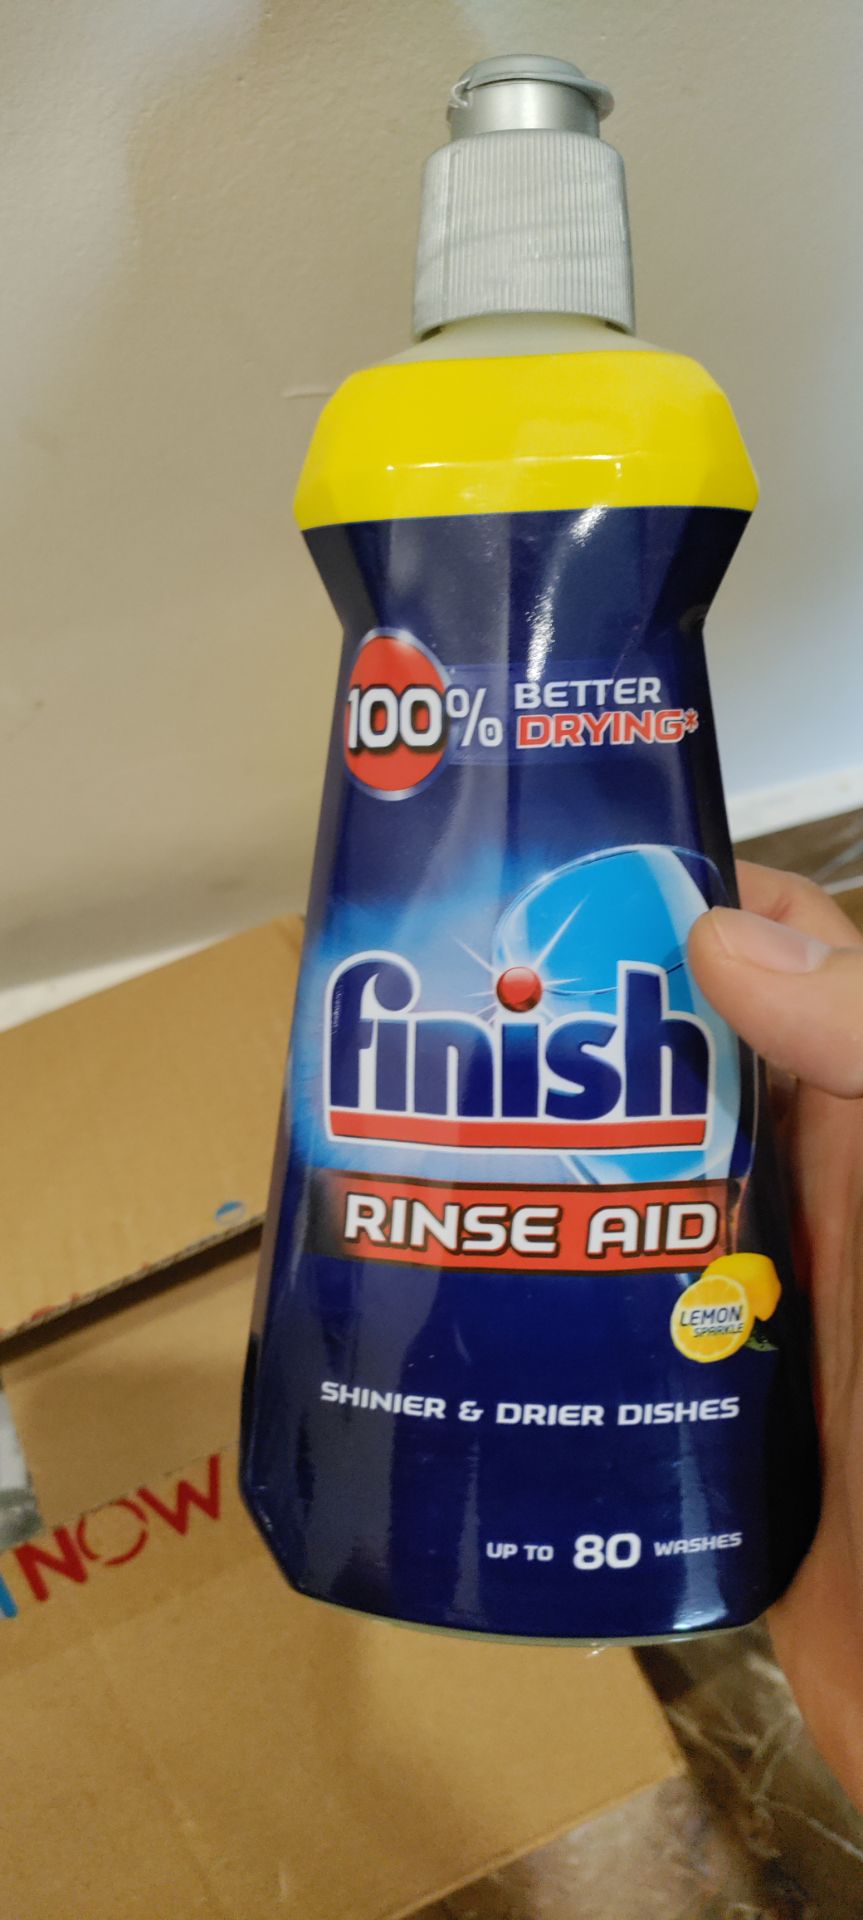 100% BETTER
DRYING*
finish
RINSE AID
LEMON
SPARKLE
SHINIER & DRIER DISHES
UP TO 80 WASHES
NOW